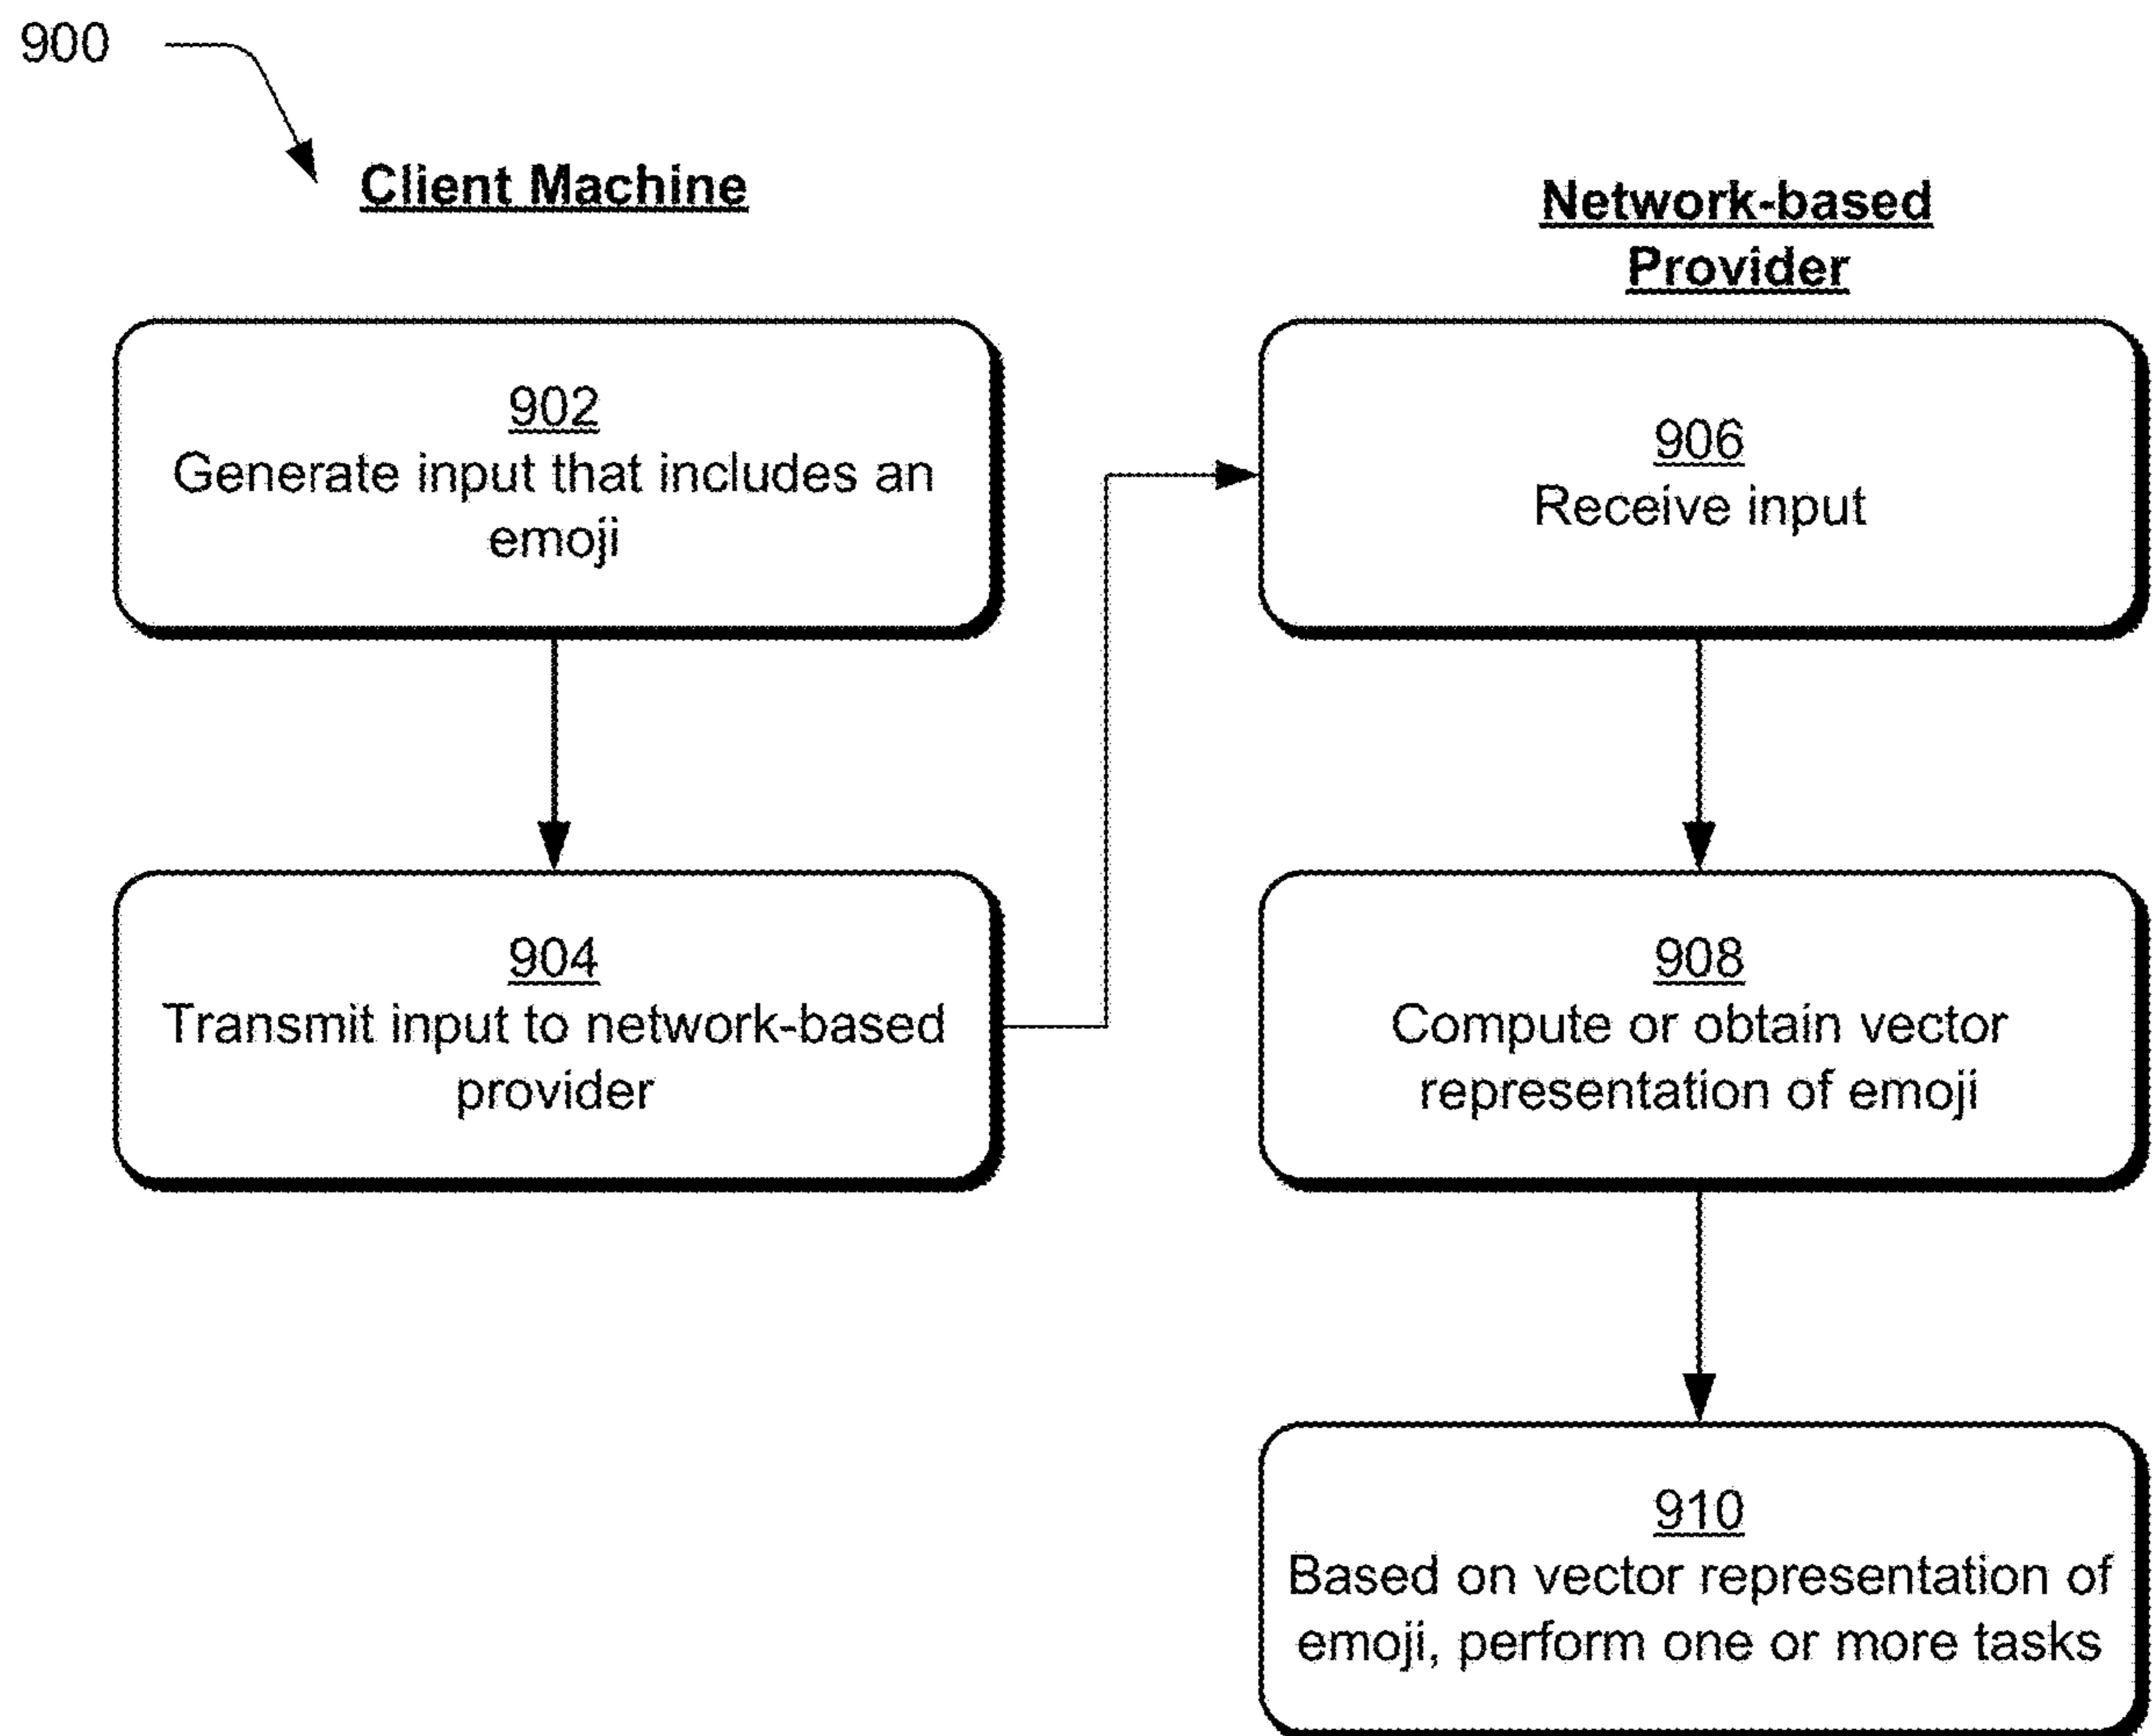 900
Client Machine
902
Generate input that includes an
emoji
904
Transmit input to network-based
provider
Network-based
Provider
906
Receive input
908
Compute or obtain vector
representation of emoji
910
Based on vector representation of
emoji, perform one or more tasks